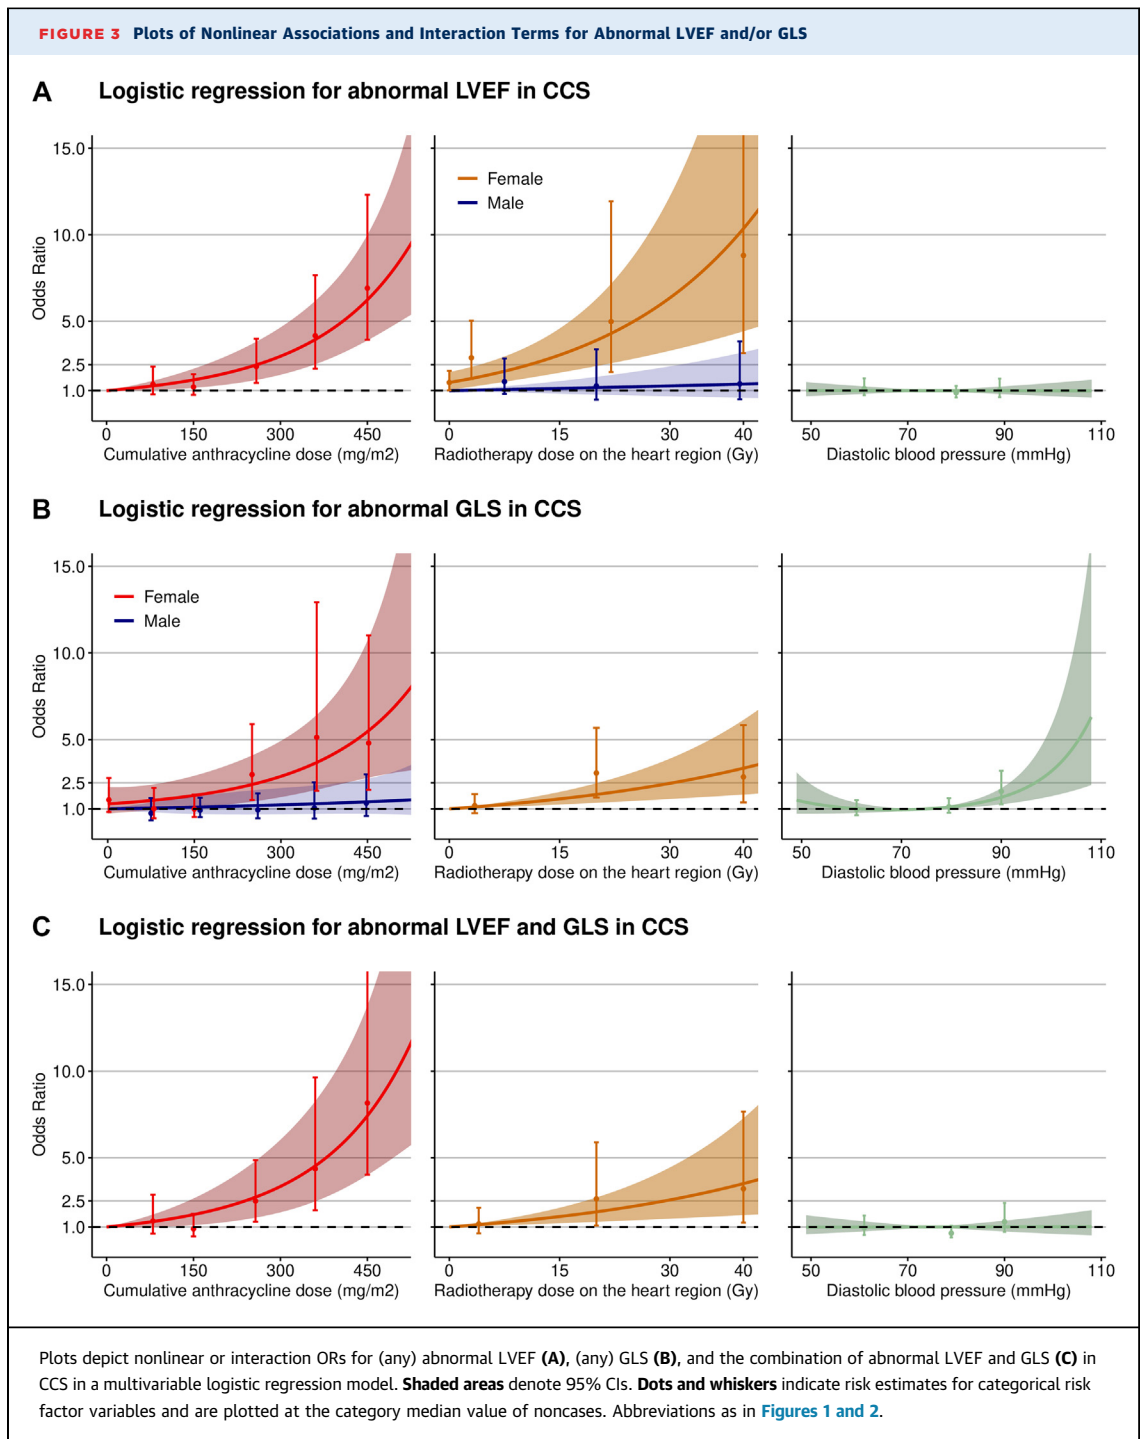 FIGURE 3 Plots of Nonlinear Associations and Interaction Terms for Abnormal LVEF and/or GLS
A Logistic regression for abnormal LVEF in CCS
Odds Ratio
15.0
10.0
5.0
2.5
1.0
0 150 300 450
Cumulative anthracycline dose (mg/m2)
Female
Male
0 15 30 40
Radiotherapy dose on the heart region (Gy)
50 70 90 110
Diastolic blood pressure (mmHg)
B Logistic regression for abnormal GLS in CCS
Odds Ratio
15.0
10.0
5.0
2.5
1.0
Female
Male
0 150 300 450
Cumulative anthracycline dose (mg/m2)
0 15 30 40
Radiotherapy dose on the heart region (Gy)
50 70 90 110
Diastolic blood pressure (mmHg)
C Logistic regression for abnormal LVEF and GLS in CCS
Odds Ratio
15.0
10.0
5.0
2.5
1.0
0 150 300 450
Cumulative anthracycline dose (mg/m2)
0 15 30 40
Radiotherapy dose on the heart region (Gy)
50 70 90 110
Diastolic blood pressure (mmHg)
Plots depict nonlinear or interaction ORs for (any) abnormal LVEF (A), (any) GLS (B), and the combination of abnormal LVEF and GLS (C) in
CCS in a multivariable logistic regression model. Shaded areas denote 95% CIs. Dots and whiskers indicate risk estimates for categorical risk
factor variables and are plotted at the category median value of noncases. Abbreviations as in Figures 1 and 2.